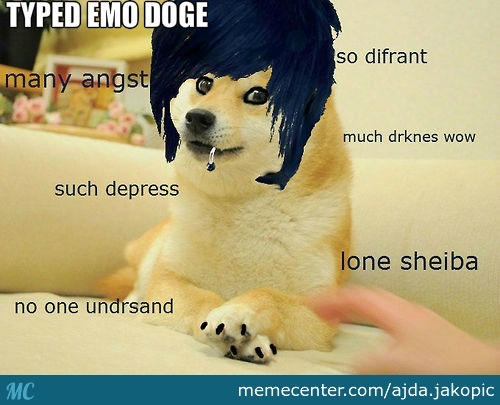 TYPED EMO DOGE
so difrant
many angst
much drknes wow
such depress
lone sheiba
no one undrsand
MC
memecenter.com/ajda.jakopic